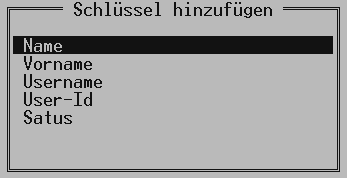 Schlüssel hinzufügen
Name
Vorname
Username
User-Id
Satus